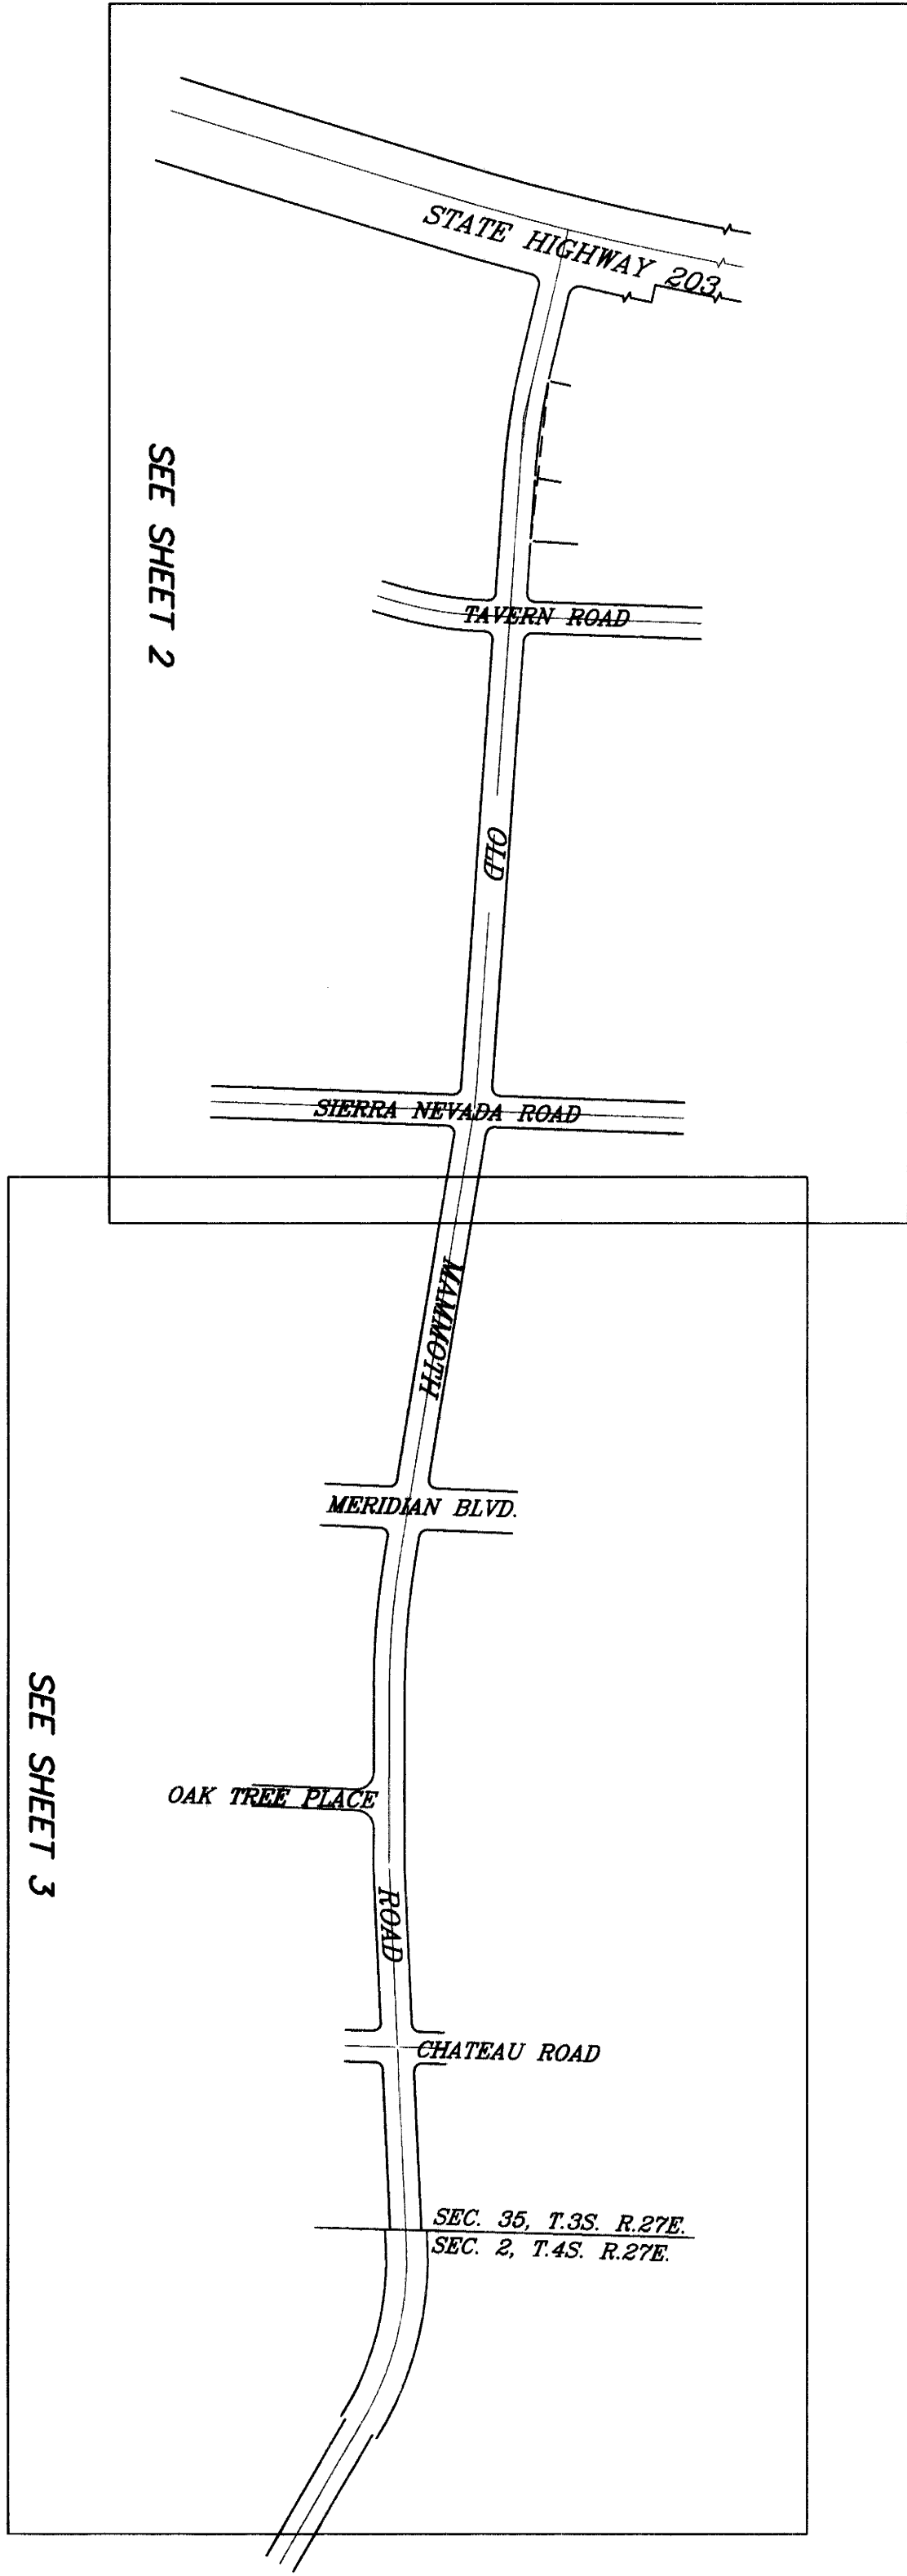 STATE HIGHWAY 203
SEE SHEET 2
TAVERN ROAD
OLD
SIERRA NEVADA ROAD
MAMMOTH
MERIDIAN BLVD.
SEE SHEET 3
OAK TREE PLACE
ROAD
CHATEAU ROAD
SEC. 35, T.3S. R.27E.
SEC. 2, T.4S. R.27E.